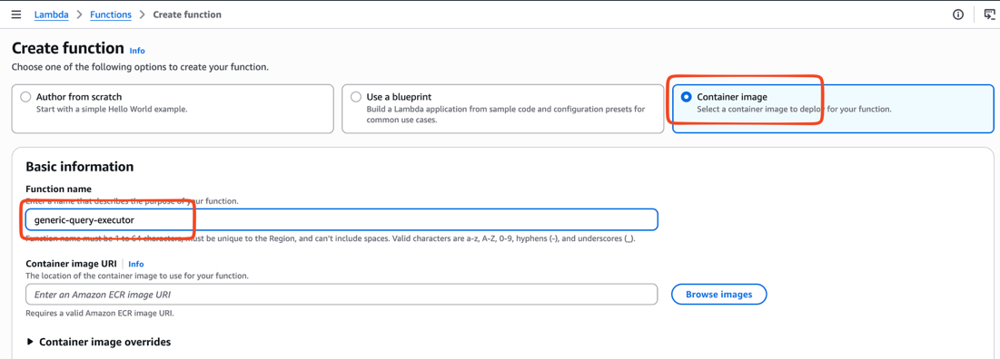 Lambda > Functions > Create function
Create function Info
Choose one of the following options to create your function.
Author from scratch
Start with a simple Hello World example.
Use a blueprint
Build a Lambda application from sample code and configuration presets for
common use cases.
Container image
Select a container image to deploy for your function.
Basic information
Function name
Enter a name that describes the purpose of your function.
generic-query-executor
Function name must be 1 to 64 characters, must be unique to the Region, and can't include spaces. Valid characters are a-z, A-Z, 0-9, hyphens (-), and underscores (_).
Container image URI Info
The location of the container image to use for your function.
Enter an Amazon ECR image URI
Browse images
Requires a valid Amazon ECR image URI.
Container image overrides